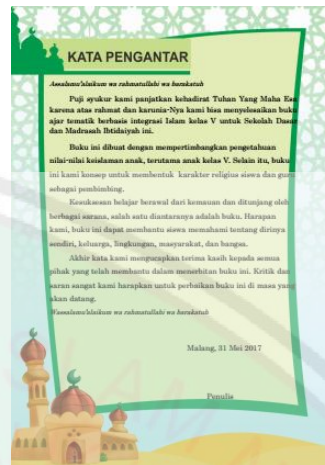 KATA PENGANTAR
Assalamu'alaikum wa rahmatullahi wa barakatuh
Puji syukur kami panjatkan kehadirat Tuhan Yang Maha Esa
karena atas rahmat dan karunia-Nya kami bisa menyelesaikan buku
ajar tematik berbasis integrasi Islam kelas V untuk Sekolah Dasar
dan Madrasah Ibtidaiyah ini.
Buku ini dibuat dengan mempertimbangkan pengetahuan
nilai-nilai keislaman anak, terutama anak kelas V. Selain itu, buku
ini kami konsep untuk membentuk karakter religius siswa dan guru
sebagai pembimbing.
Kesuksesan belajar berawal dari kemauan dan ditunjang oleh
berbagai sarana, salah satu diantaranya adalah buku. Harapan
kami, buku ini dapat membantu siswa memahami tentang dirinya
sendiri, keluarga, lingkungan, masyarakat, dan bangsa.
Akhir kata kami mengucapkan terima kasih kepada semua
pihak yang telah membantu dalam menerbitan buku ini. Kritik dan
saran sangat kami harapkan untuk perbaikan buku ini di masa yang
akan datang.
Wassalamu'alaikum wa rahmatullahi wa barakatuh
Malang, 31 Mei 2017
Penulis